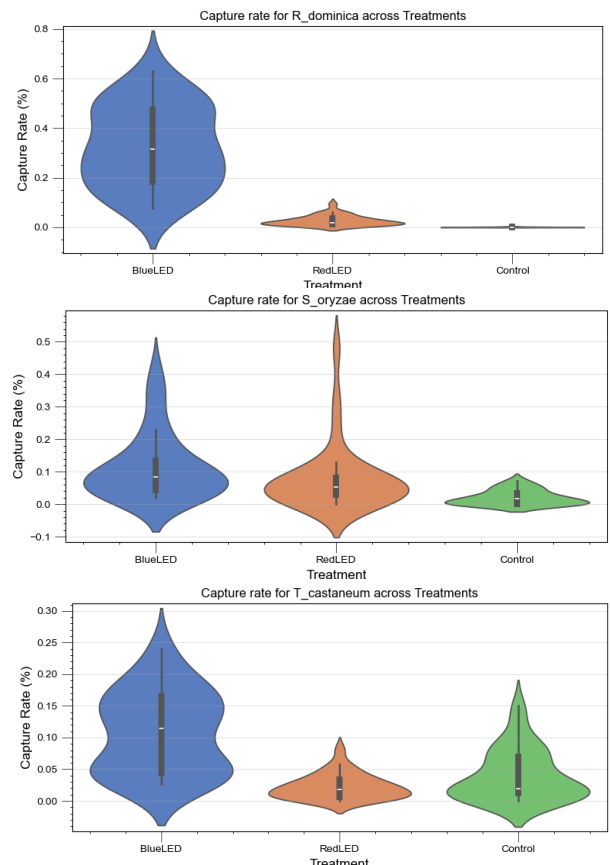 Capture rate for R_dominica across Treatments
0.8
0.6
0.4
0.2
0.0
Capture Rate (%)
BlueLED RedLED Control
Treatment
Capture rate for S_oryzae across Treatments
0.5
0.4
0.3
0.2
0.1
0.0
−0.1
Capture Rate (%)
BlueLED RedLED Control
Treatment
Capture rate for T_castaneum across Treatments
0.30
0.25
0.20
0.15
0.10
0.05
0.00
Capture Rate (%)
BlueLED RedLED Control
Treatment